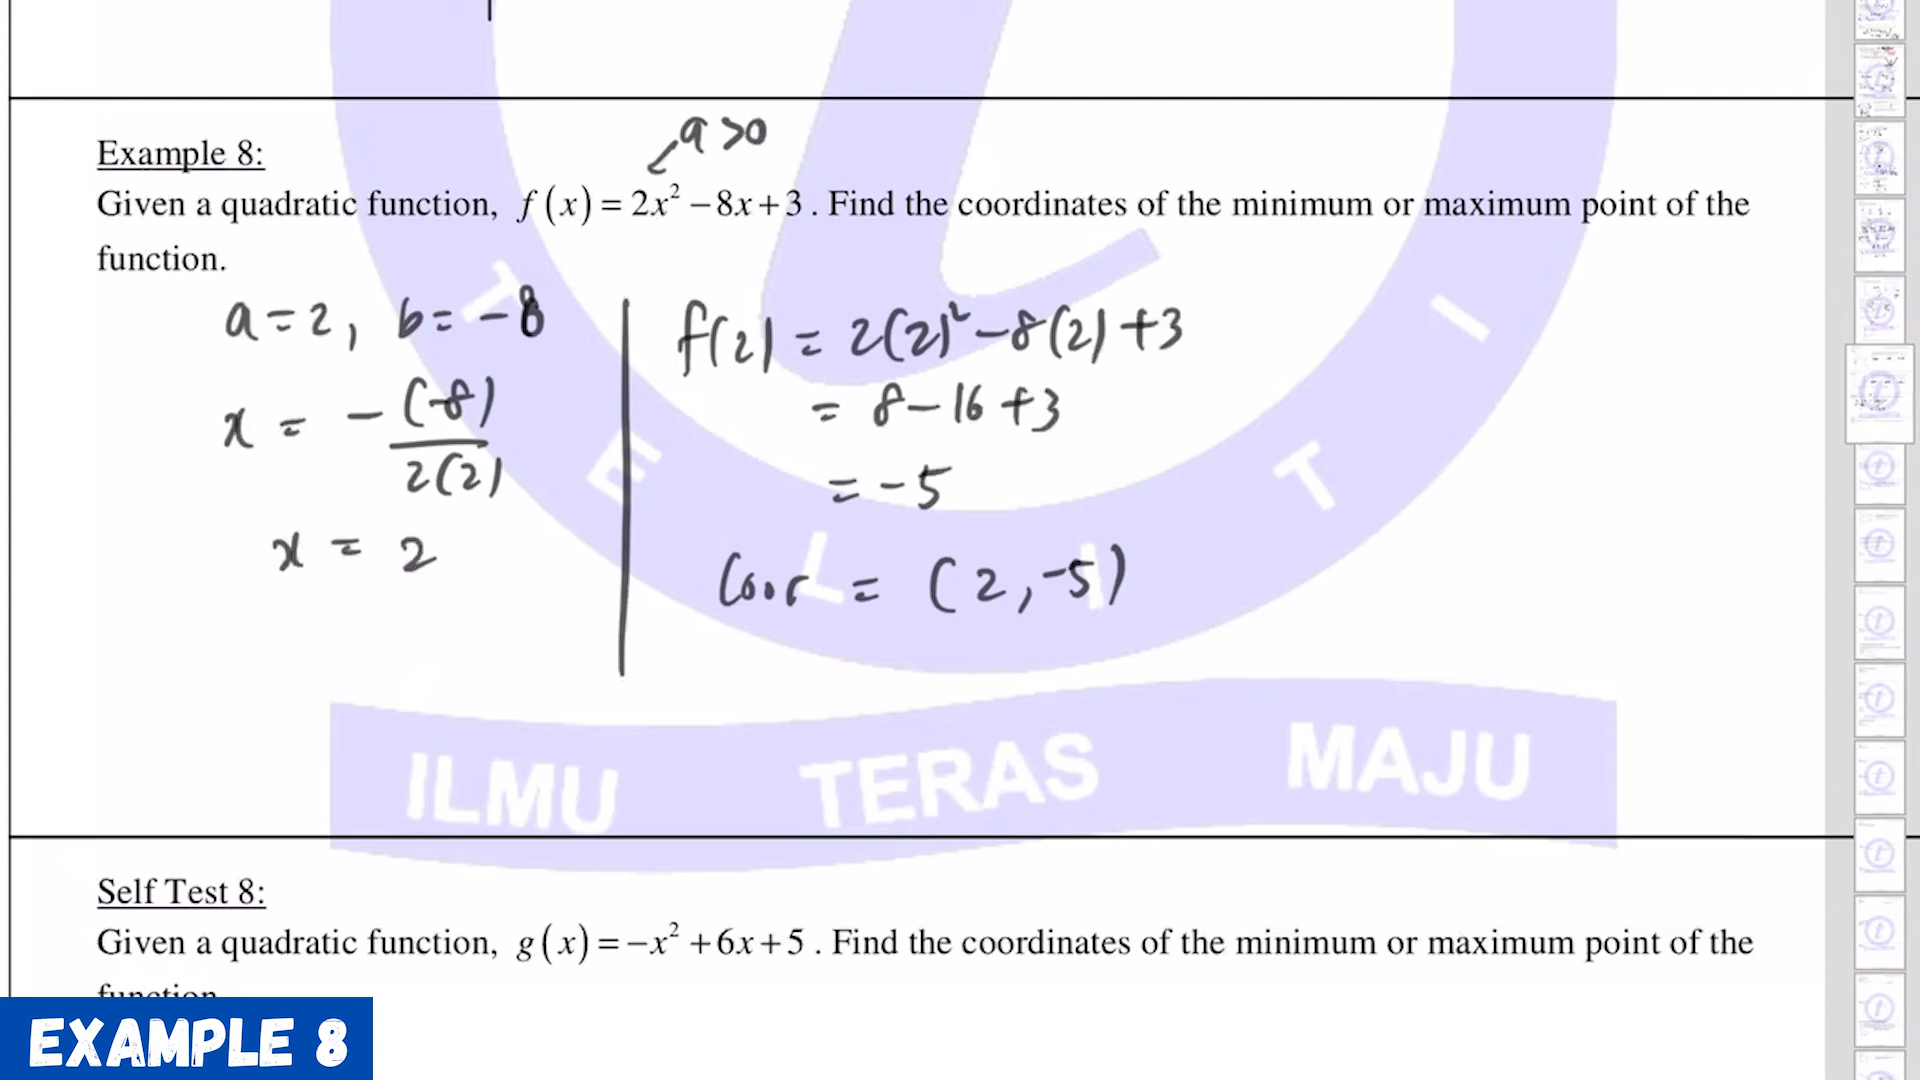 Example 8:
a > 0
Given a quadratic function, f(x) = 2x² − 8x + 3. Find the coordinates of the minimum or maximum point of the
function.
a = 2, b = -8
x = -(-8)/2(2)
x = 2
f(2) = 2(2)² - 8(2) + 3
= 8 - 16 + 3
= -5
Coor = (2, -5)
TELITI
ILMU TERAS MAJU
Self Test 8:
Given a quadratic function, g(x) = −x² + 6x + 5. Find the coordinates of the minimum or maximum point of the
function.
EXAMPLE 8